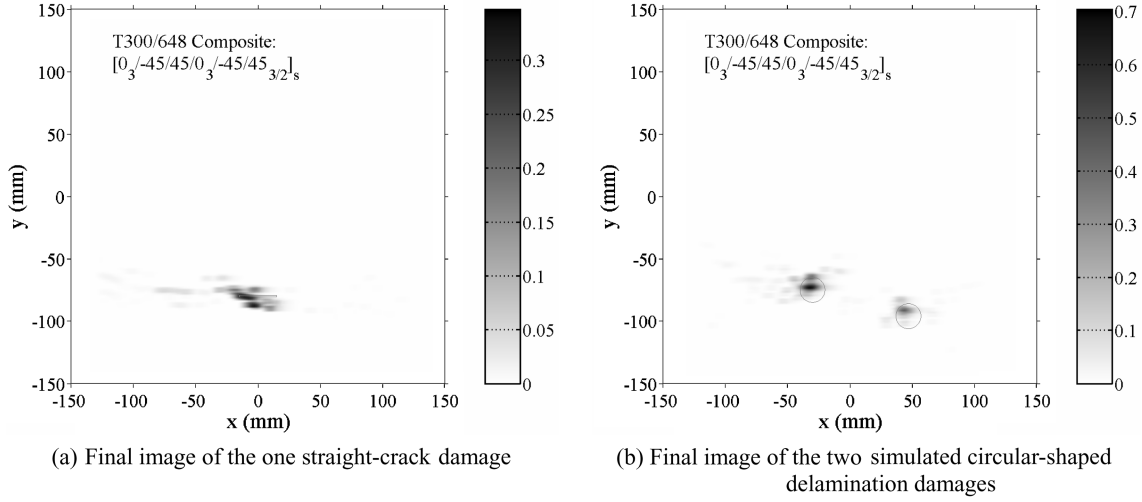 150
100
50
0
-50
-100
-150
y (mm)
T300/648 Composite:
[0₃/-45/45/0₃/-45/45₃/₂]ₛ
-150 -100 -50 0 50 100 150
x (mm)
0.3
0.25
0.2
0.15
0.1
0.05
0
(a) Final image of the one straight-crack damage
150
100
50
0
-50
-100
-150
y (mm)
T300/648 Composite:
[0₃/-45/45/0₃/-45/45₃/₂]ₛ
-150 -100 -50 0 50 100 150
x (mm)
0.7
0.6
0.5
0.4
0.3
0.2
0.1
0
(b) Final image of the two simulated circular-shaped
delamination damages